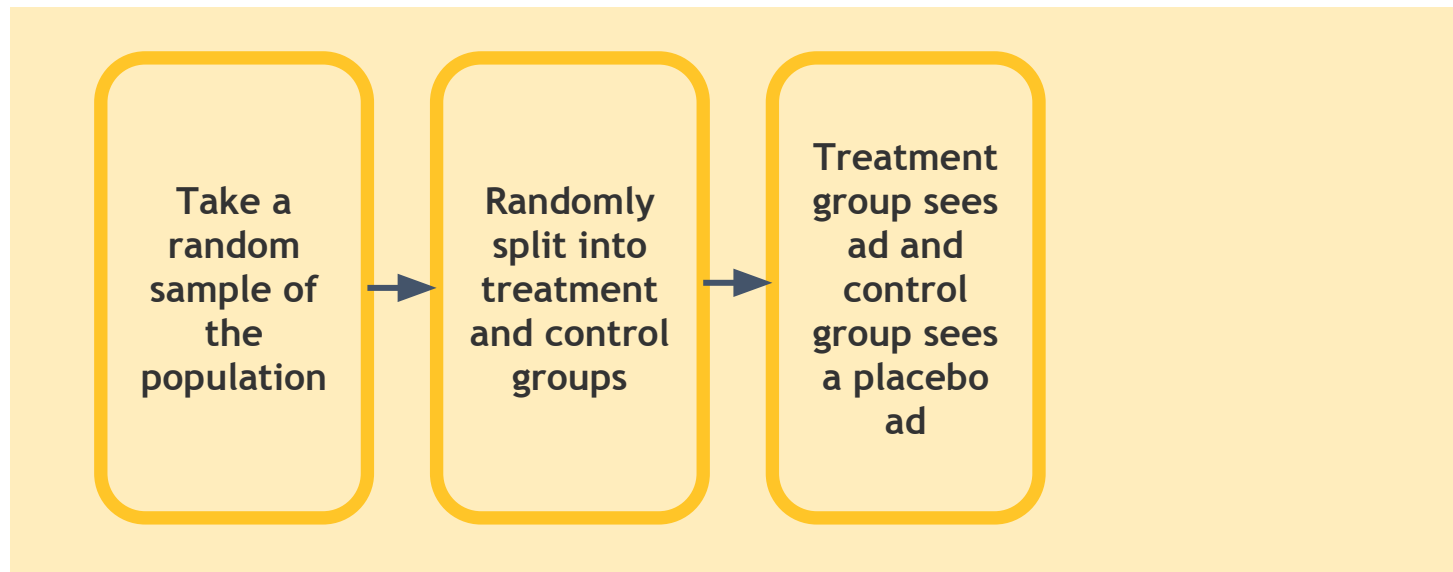 Take a
random
sample of
the
population
Randomly
split into
treatment
and control
groups
Treatment
group sees
ad and
control
group sees
a placebo
ad